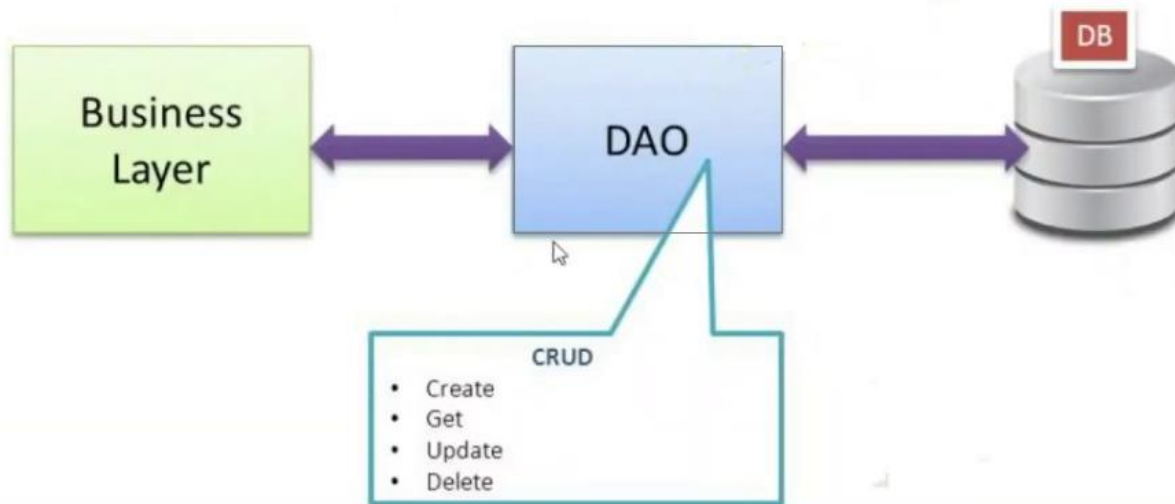 Business
Layer
DAO
DB
CRUD
• Create
• Get
• Update
• Delete